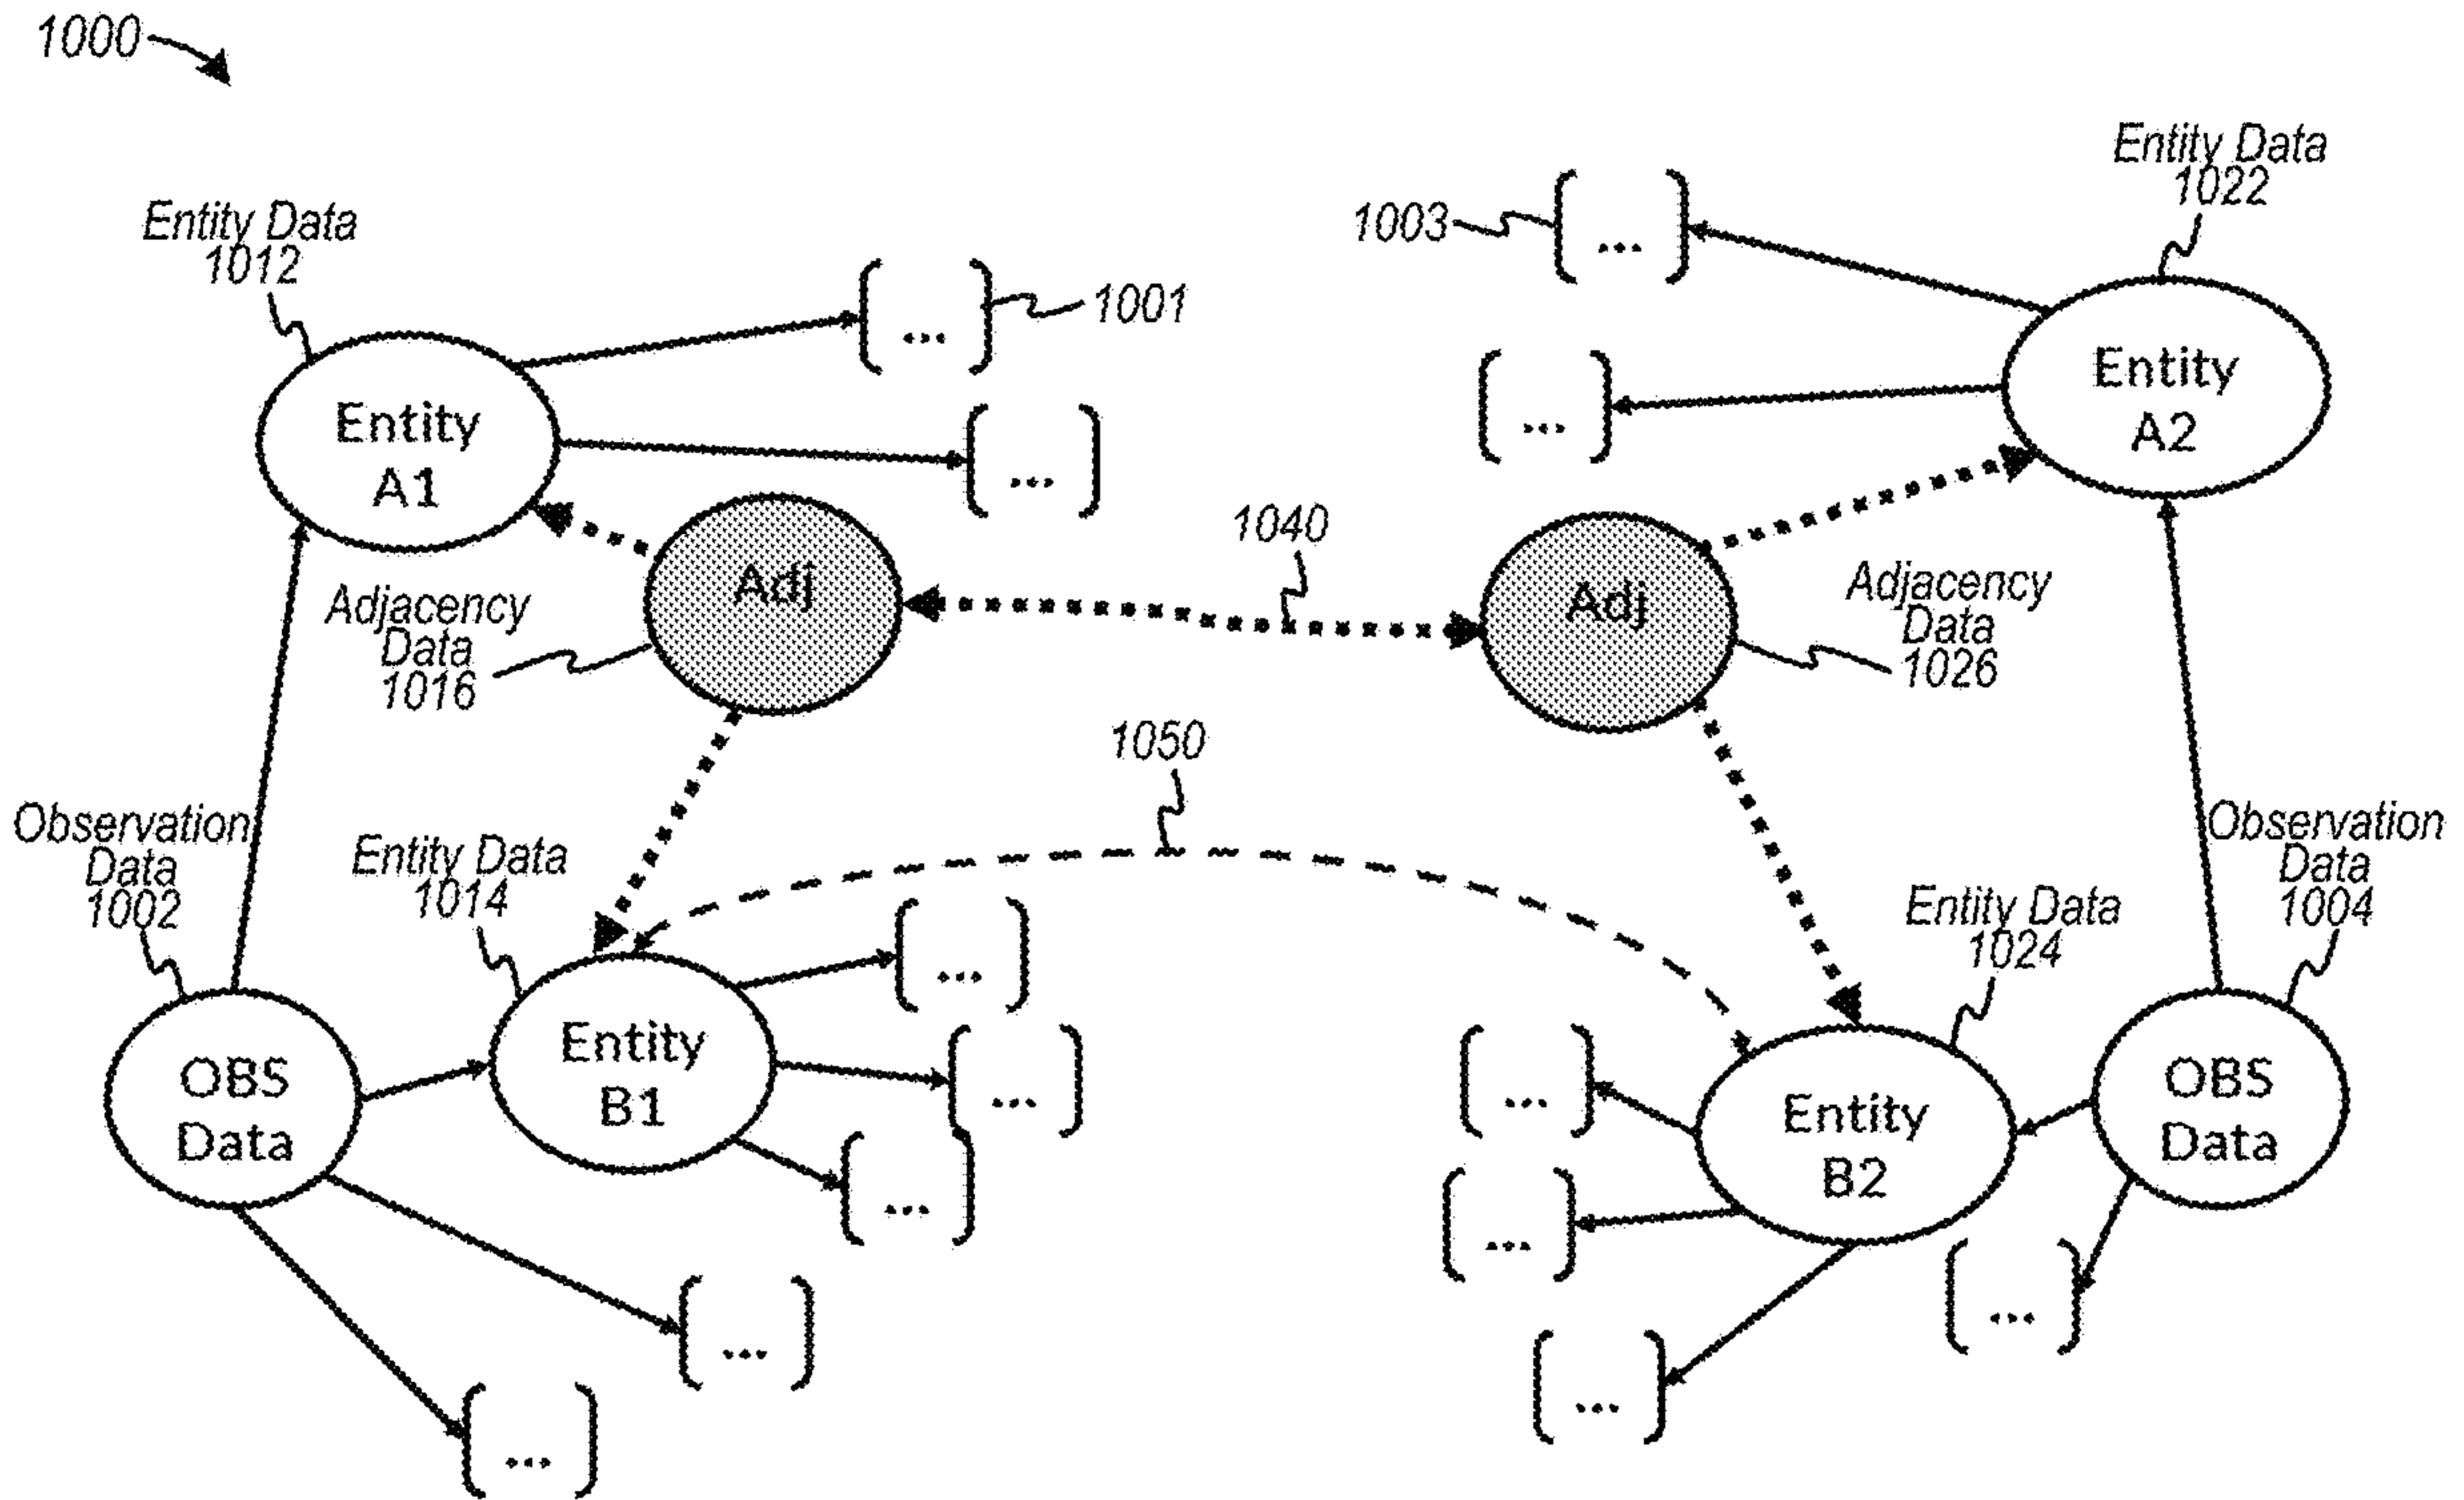 1000
Entity Data
1022
1003
...
Entity Data
1012
...
1001
Entity
A2
...
Entity
A1
...
1040
Adj
Adj
Adjacency
Data
1026
Adjacency
Data
1016
1050
Observation
Data
1002
Entity Data
1014
Observation
Data
1004
Entity Data
1024
...
Entity
B1
...
OBS
Data
...
...
Entity
B2
OBS
Data
...
...
...
...
...
...